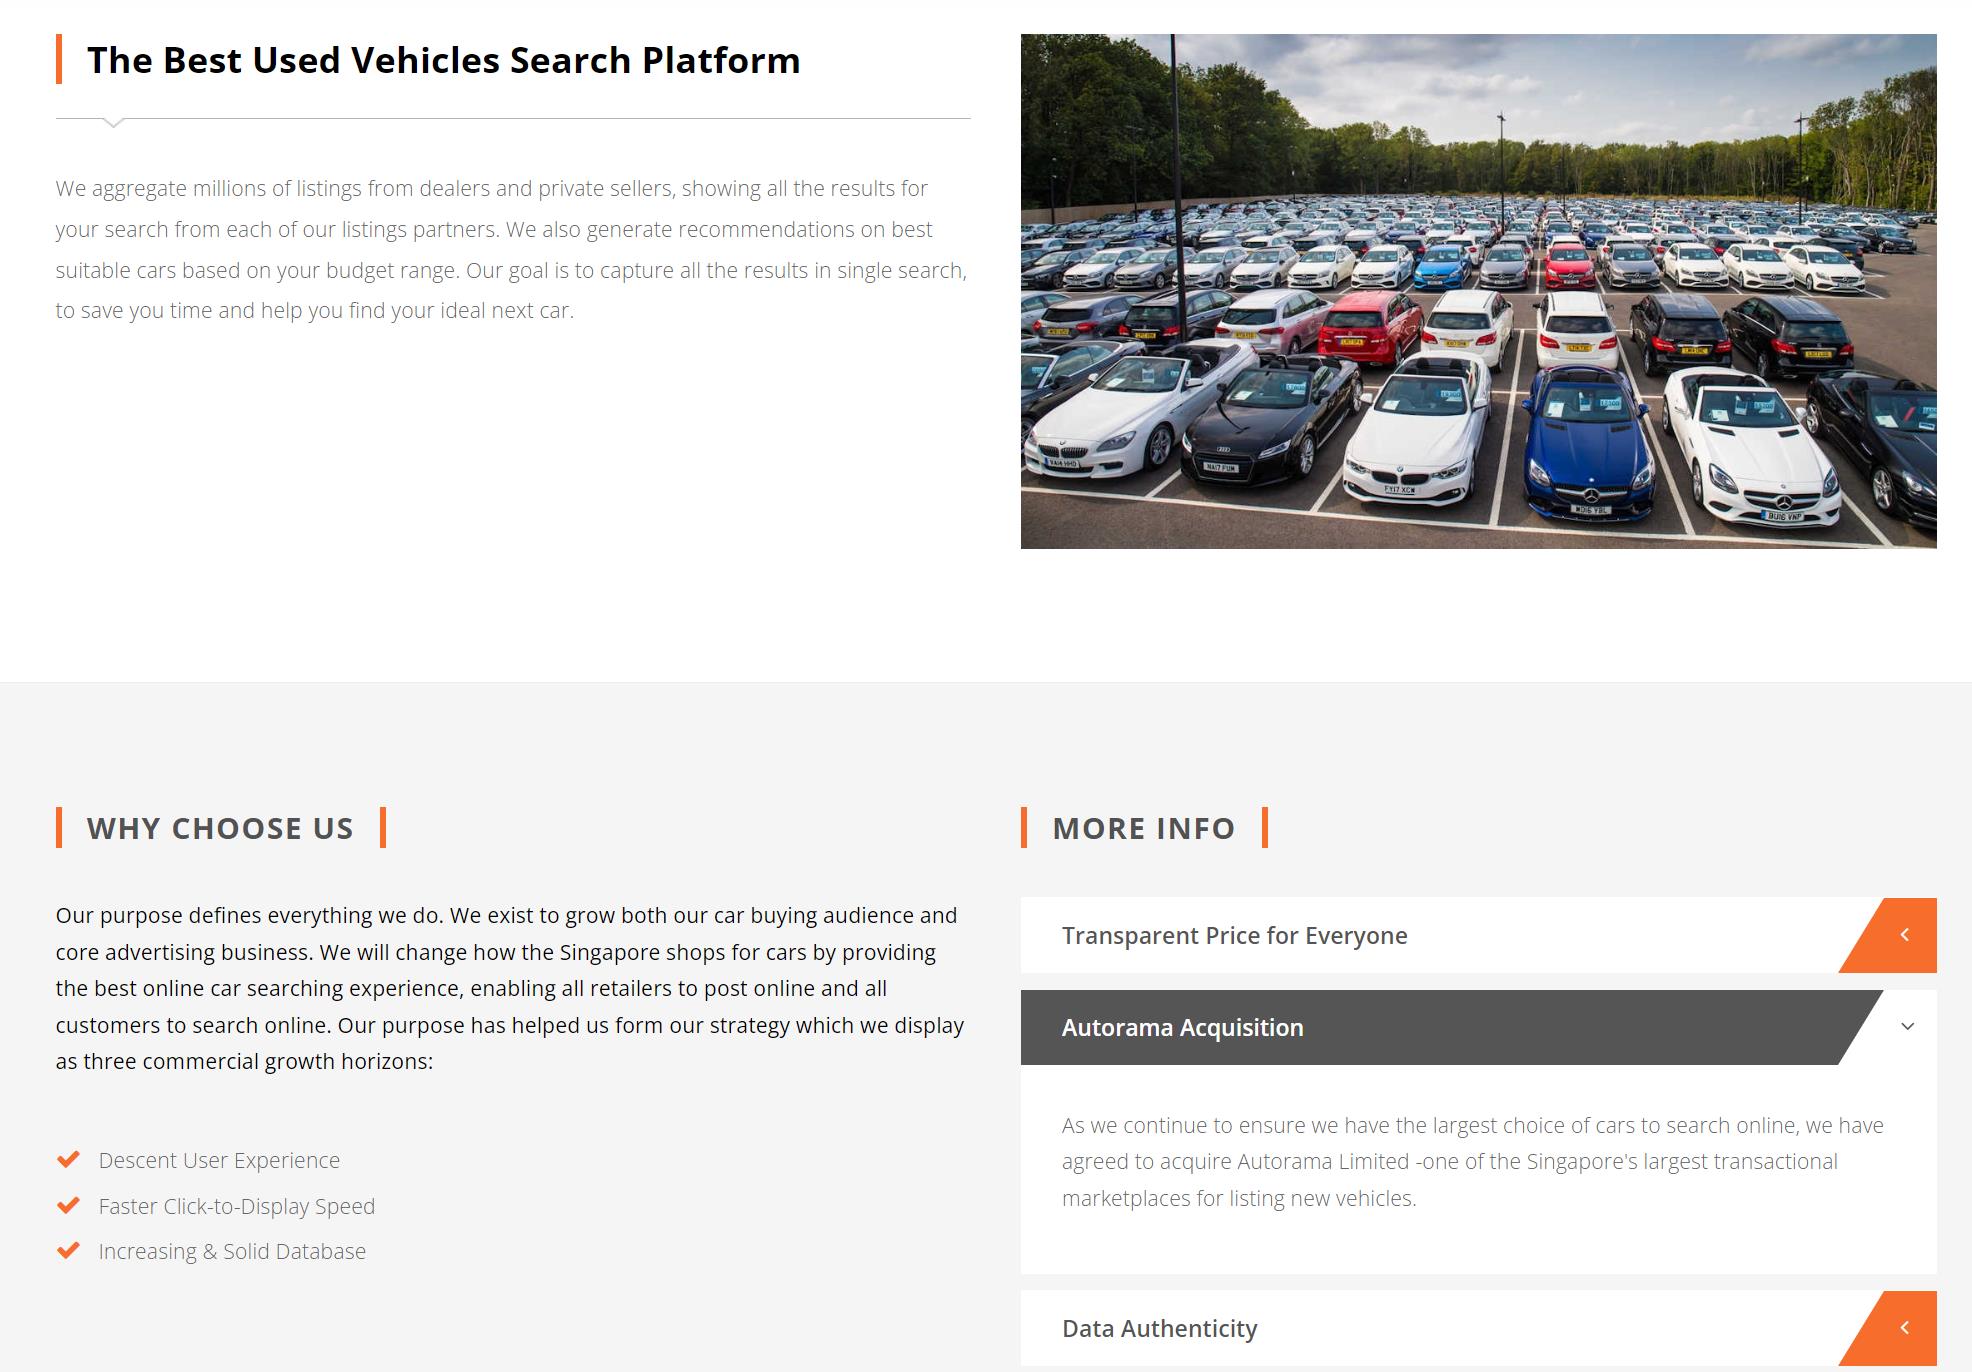 The Best Used Vehicles Search Platform
We aggregate millions of listings from dealers and private sellers, showing all the results for
your search from each of our listings partners. We also generate recommendations on best
suitable cars based on your budget range. Our goal is to capture all the results in single search,
to save you time and help you find your ideal next car.
NA17 FUM
FY17 XCW
WO16 YBL
BU16 VNP
WHY CHOOSE US
Our purpose defines everything we do. We exist to grow both our car buying audience and
core advertising business. We will change how the Singapore shops for cars by providing
the best online car searching experience, enabling all retailers to post online and all
customers to search online. Our purpose has helped us form our strategy which we display
as three commercial growth horizons:
Descent User Experience
Faster Click-to-Display Speed
Increasing & Solid Database
MORE INFO
Transparent Price for Everyone
Autorama Acquisition
As we continue to ensure we have the largest choice of cars to search online, we have
agreed to acquire Autorama Limited -one of the Singapore's largest transactional
marketplaces for listing new vehicles.
Data Authenticity